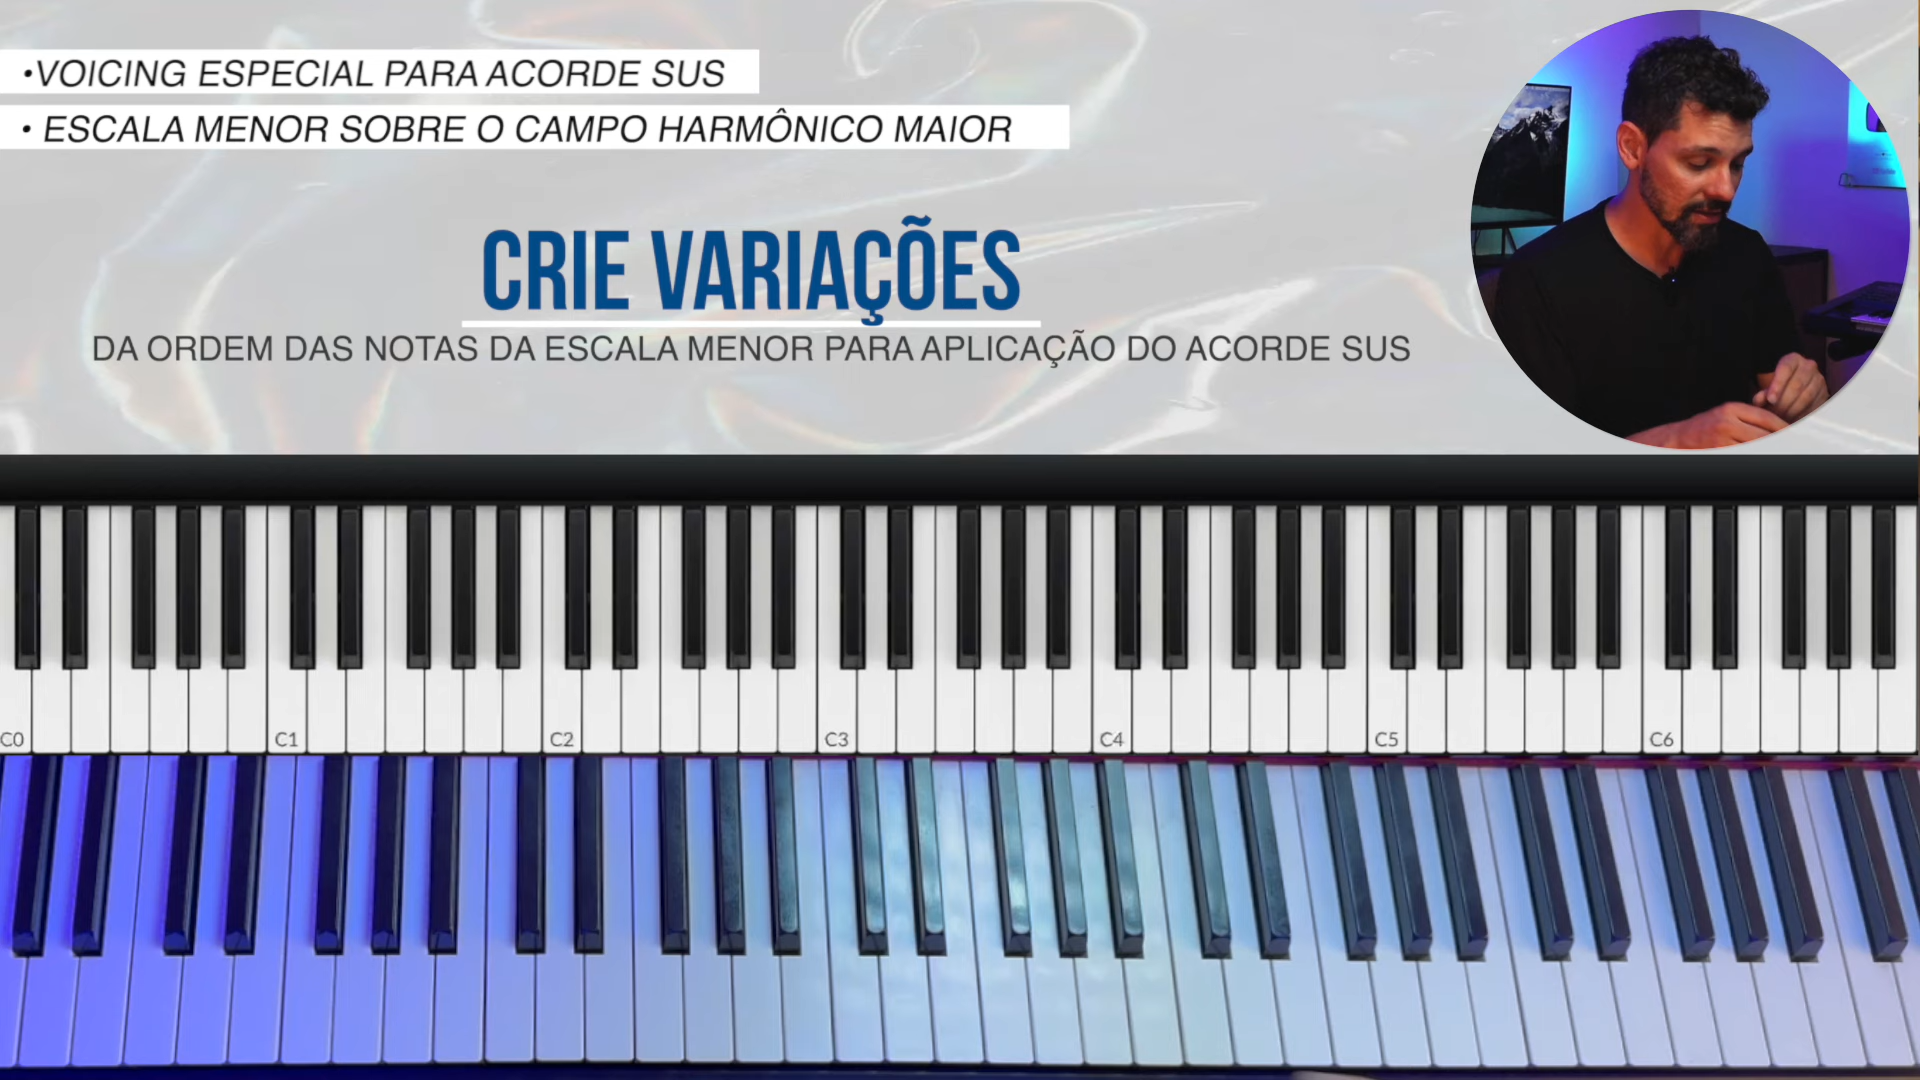 •VOICING ESPECIAL PARA ACORDE SUS
• ESCALA MENOR SOBRE O CAMPO HARMÔNICO MAIOR
CRIE VARIAÇÕES
DA ORDEM DAS NOTAS DA ESCALA MENOR PARA APLICAÇÃO DO ACORDE SUS
C0 C1 C2 C3 C4 C5 C6